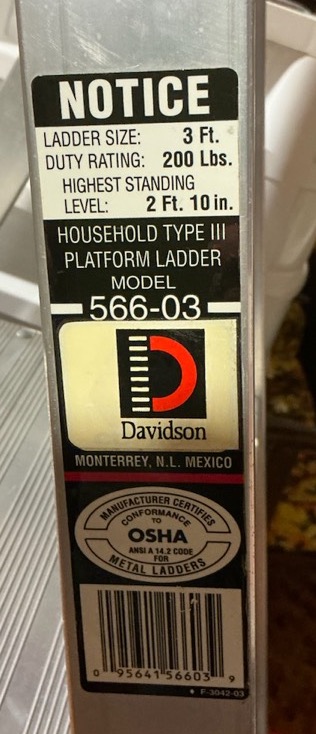 NOTICE
LADDER SIZE: 3 Ft.
DUTY RATING: 200 Lbs.
HIGHEST STANDING
LEVEL: 2 Ft. 10 in.
HOUSEHOLD TYPE III
PLATFORM LADDER
MODEL
566-03
D
Davidson
MONTERREY, N.L. MEXICO
MANUFACTURER CERTIFIES
CONFORMANCE
TO
OSHA
ANSI A 14.2 CODE
FOR
METAL LADDERS
0 95641 56603 9
• F-3042-03